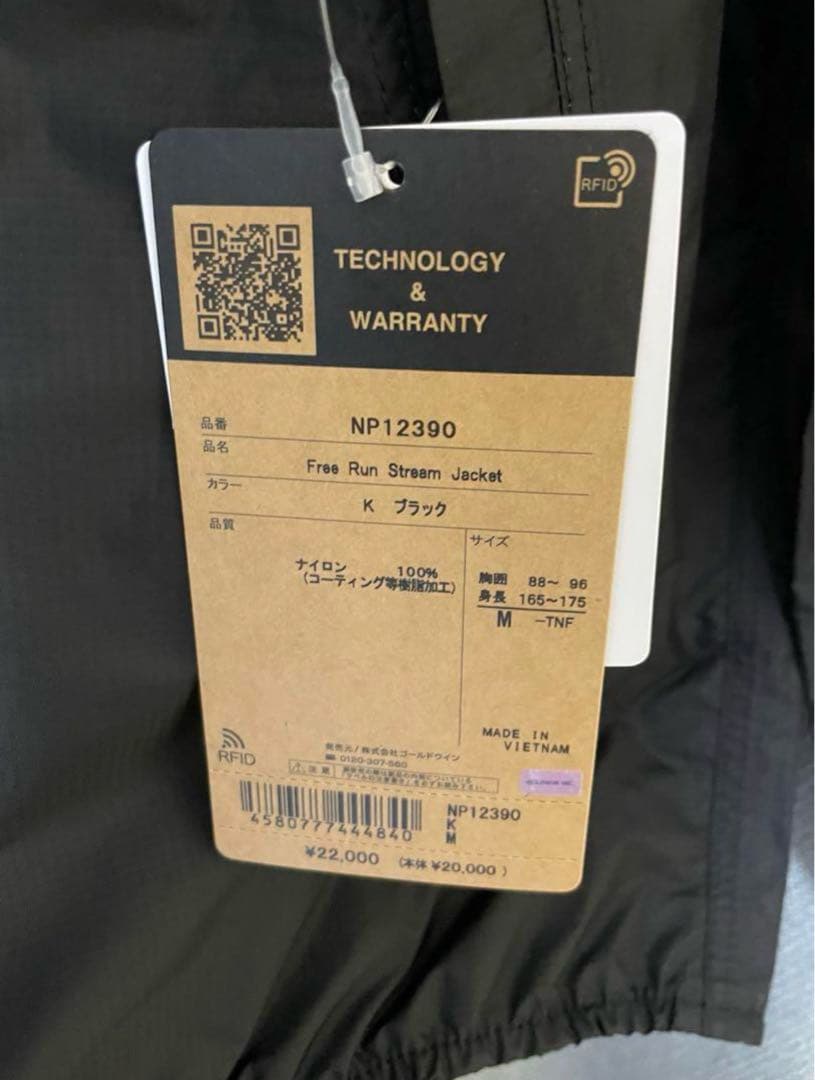 RFID
TECHNOLOGY
&
WARRANTY
品番 NP12390
品名
Free Run Stream Jacket
カラー
K ブラック
品質
サイズ
ナイロン 100%
(コーティング等樹脂加工)
胸囲 88~ 96
身長 165~175
M -TNF
MADE IN
VIETNAM
RFID
発売元/株式会社ゴールドウイン
0120-307-560
注意
4580777444840
NP12390
K
M
¥22,000 (本体 ¥20,000 )